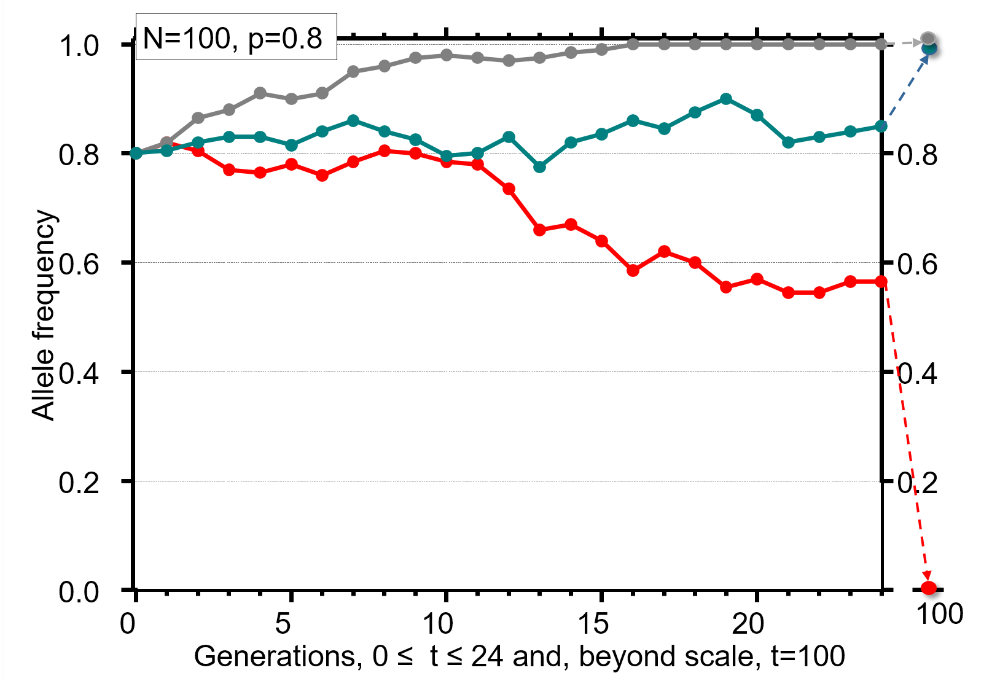 N=100, p=0.8
1.0
0.8
0.6
0.4
0.2
0.0
Allele frequency
0.8
0.6
0.4
0.2
0 5 10 15 20 100
Generations, 0 ≤ t ≤ 24 and, beyond scale, t=100